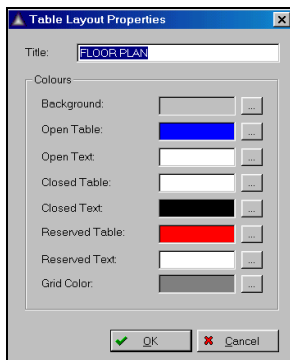 Table Layout Properties
Title: FLOOR PLAN
Colours
Background: ...
Open Table: ...
Open Text: ...
Closed Table: ...
Closed Text: ...
Reserved Table: ...
Reserved Text: ...
Grid Color: ...
OK Cancel